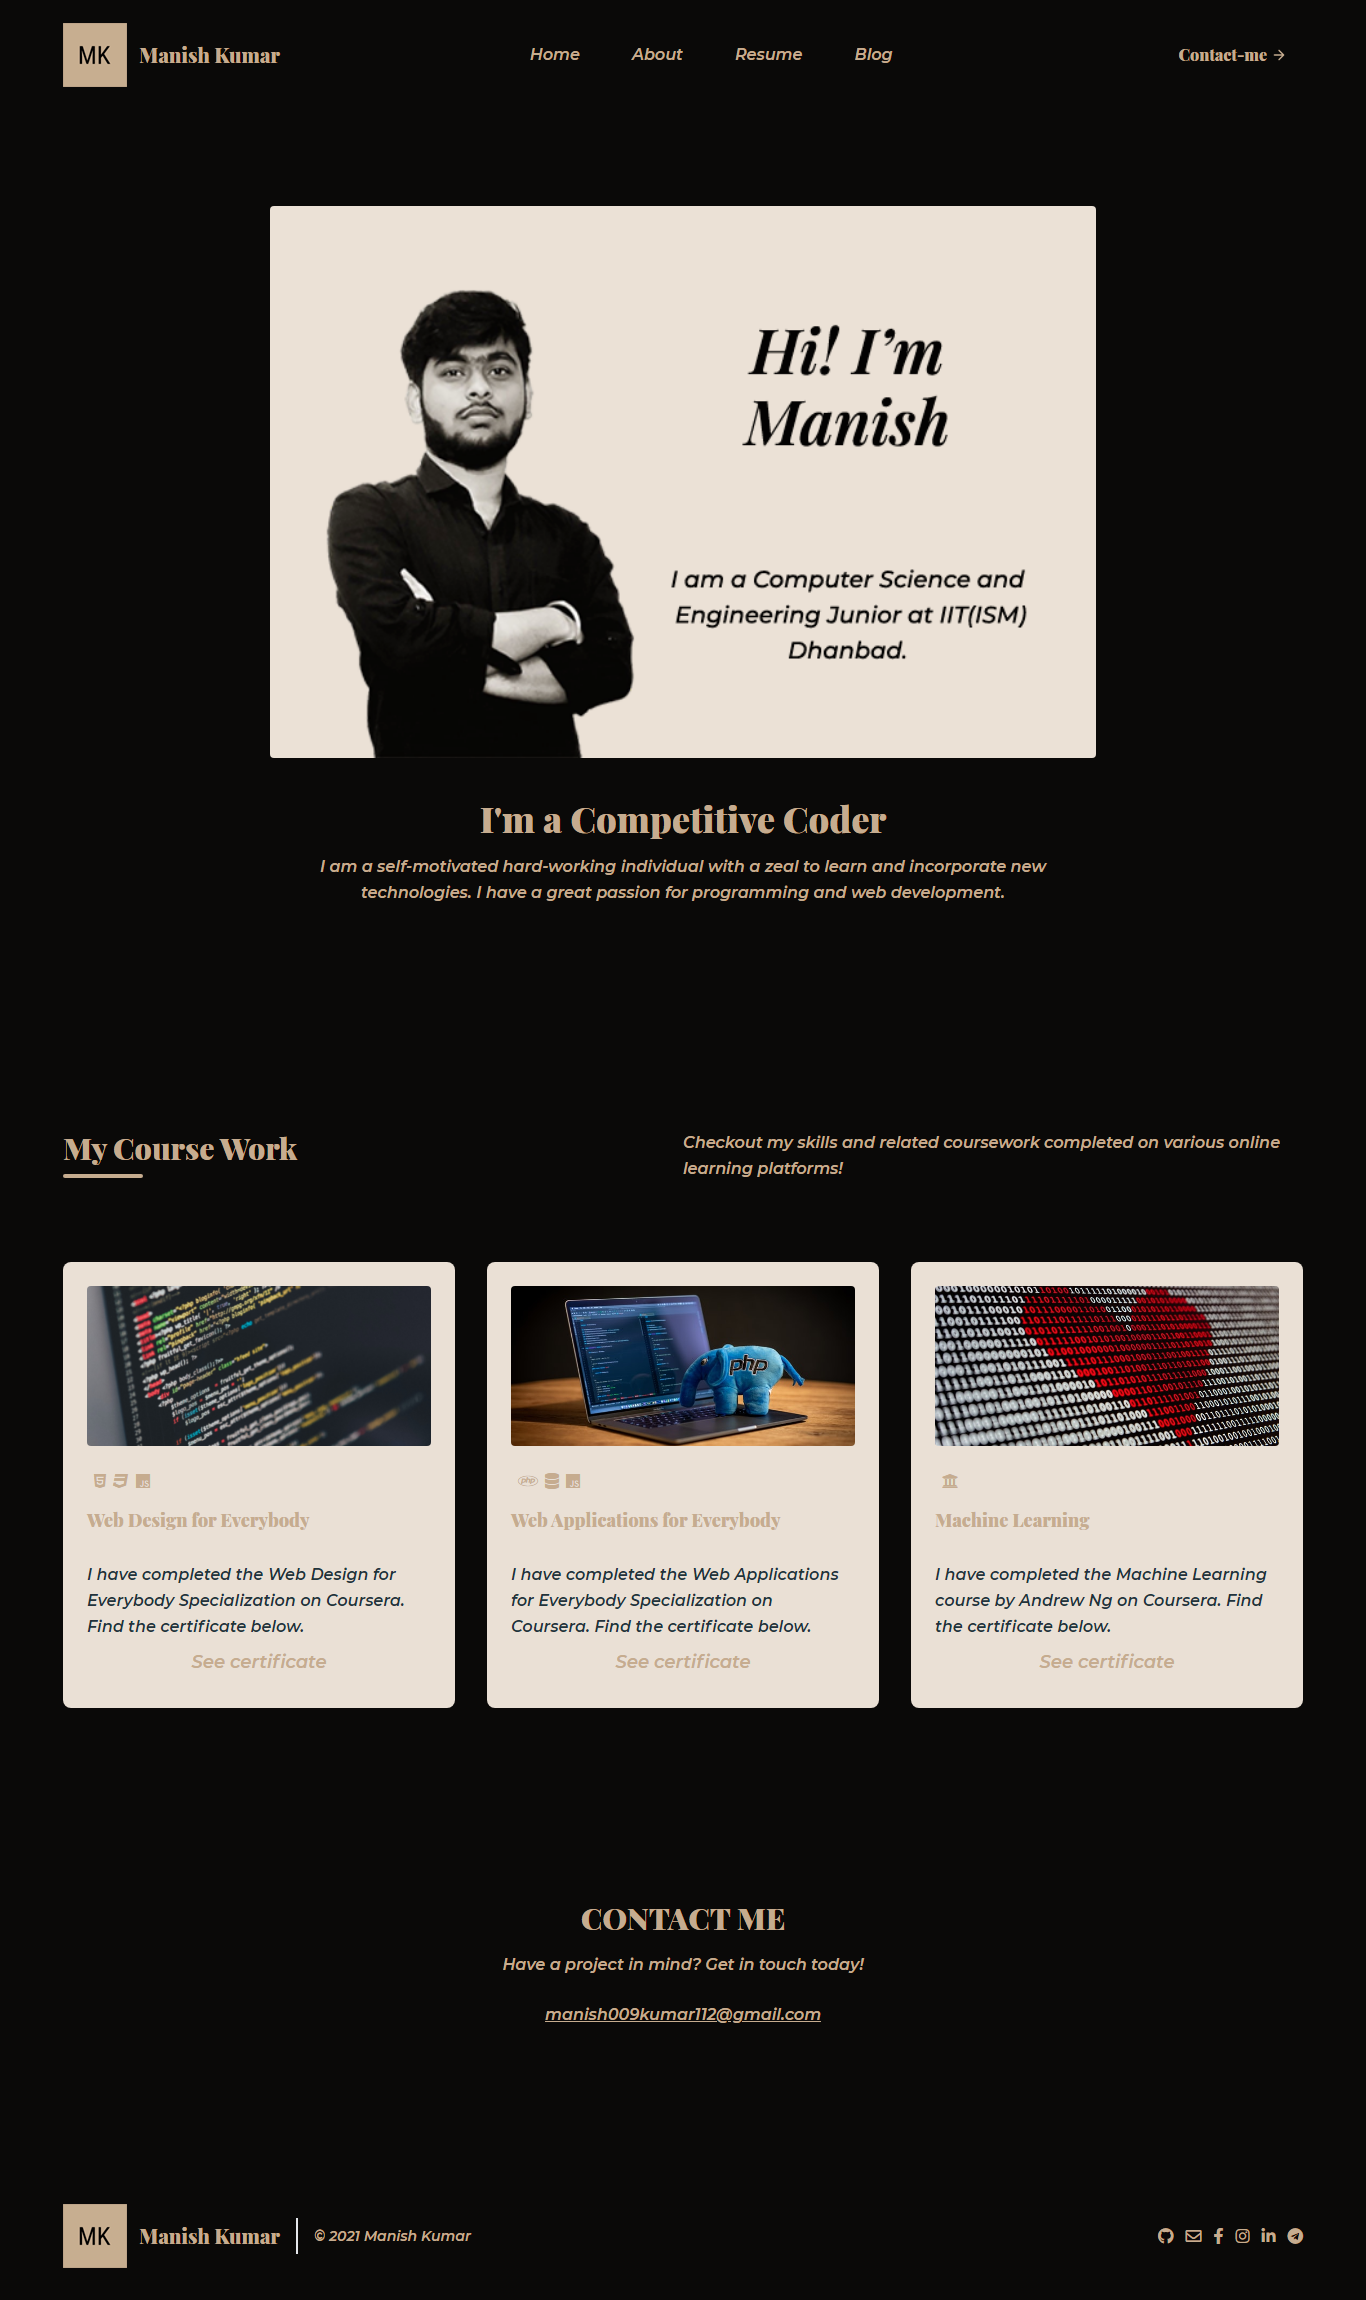 MK
Manish Kumar
Home
About
Resume
Blog
Contact-me
Hi! I'm
Manish
I am a Computer Science and
Engineering Junior at IIT(ISM)
Dhanbad.
I'm a Competitive Coder
I am a self-motivated hard-working individual with a zeal to learn and incorporate new
technologies. I have a great passion for programming and web development.
My Course Work
Checkout my skills and related coursework completed on various online
learning platforms!
php
JS
php
JS
Web Design for Everybody
Web Applications for Everybody
Machine Learning
I have completed the Web Design for
Everybody Specialization on Coursera.
Find the certificate below.
See certificate
I have completed the Web Applications
for Everybody Specialization on
Coursera. Find the certificate below.
See certificate
I have completed the Machine Learning
course by Andrew Ng on Coursera. Find
the certificate below.
See certificate
CONTACT ME
Have a project in mind? Get in touch today!
manish009kumar112@gmail.com
MK
Manish Kumar
© 2021 Manish Kumar